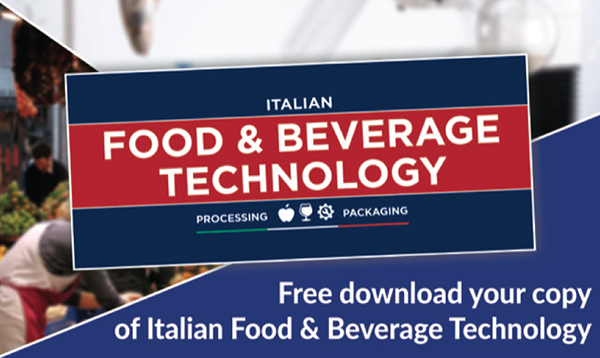 ITALIAN
FOOD & BEVERAGE
TECHNOLOGY
PROCESSING PACKAGING
Free download your copy
of Italian Food & Beverage Technology